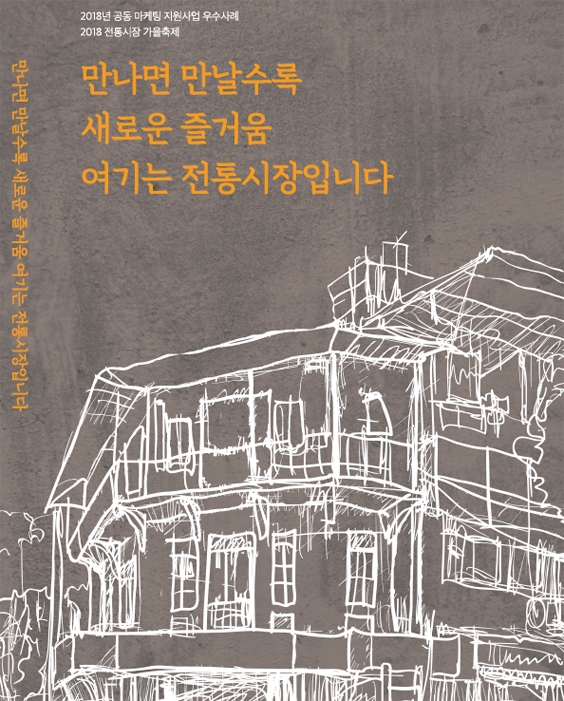 2018년 공동 마케팅 지원사업 우수사례
2018 전통시장 가을축제
만나면 만날수록
새로운 즐거움
여기는 전통시장입니다
만나면 만날수록 새로운 즐거움 여기는 전통시장입니다